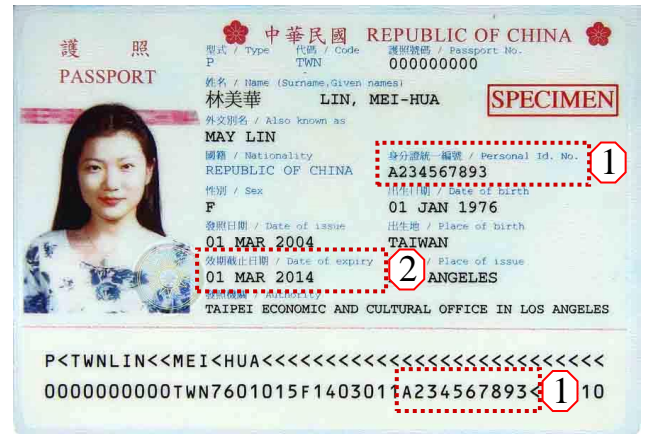 護 照
PASSPORT
中華民國 REPUBLIC OF CHINA
型式 / Type 代碼 / Code 護照號碼 / Passport No.
P TWN 000000000
姓名 / Name (Surname,Given names)
林美華 LIN, MEI-HUA
SPECIMEN
外文別名 / Also known as
MAY LIN
國籍 / Nationality 身分證統一編號 / Personal Id. No.
REPUBLIC OF CHINA A234567893
1
性別 / Sex 出生日期 / Date of birth
F 01 JAN 1976
發照日期 / Date of issue 出生地 / Place of birth
01 MAR 2004 TAIWAN
效期截止日期 / Date of expiry / Place of issue
01 MAR 2014 2 ANGELES
發照機關 / Authority
TAIPEI ECONOMIC AND CULTURAL OFFICE IN LOS ANGELES
P<TWNLIN<<MEI<HUA<<<<<<<<<<<<<<<<<<<<<<<<<<<
0000000000TWN7601015F1403011A234567893< 1 10